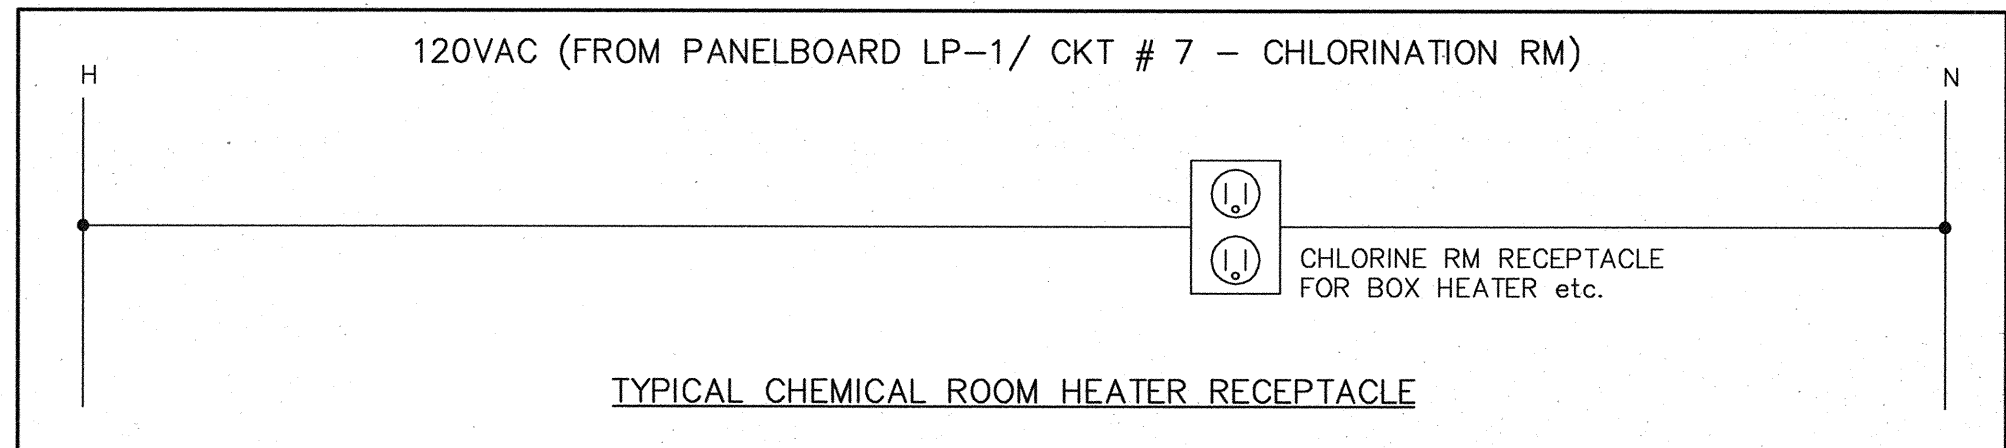 120VAC (FROM PANELBOARD LP-1/ CKT # 7 - CHLORINATION RM)
H
N
CHLORINE RM RECEPTACLE
FOR BOX HEATER etc.
TYPICAL CHEMICAL ROOM HEATER RECEPTACLE